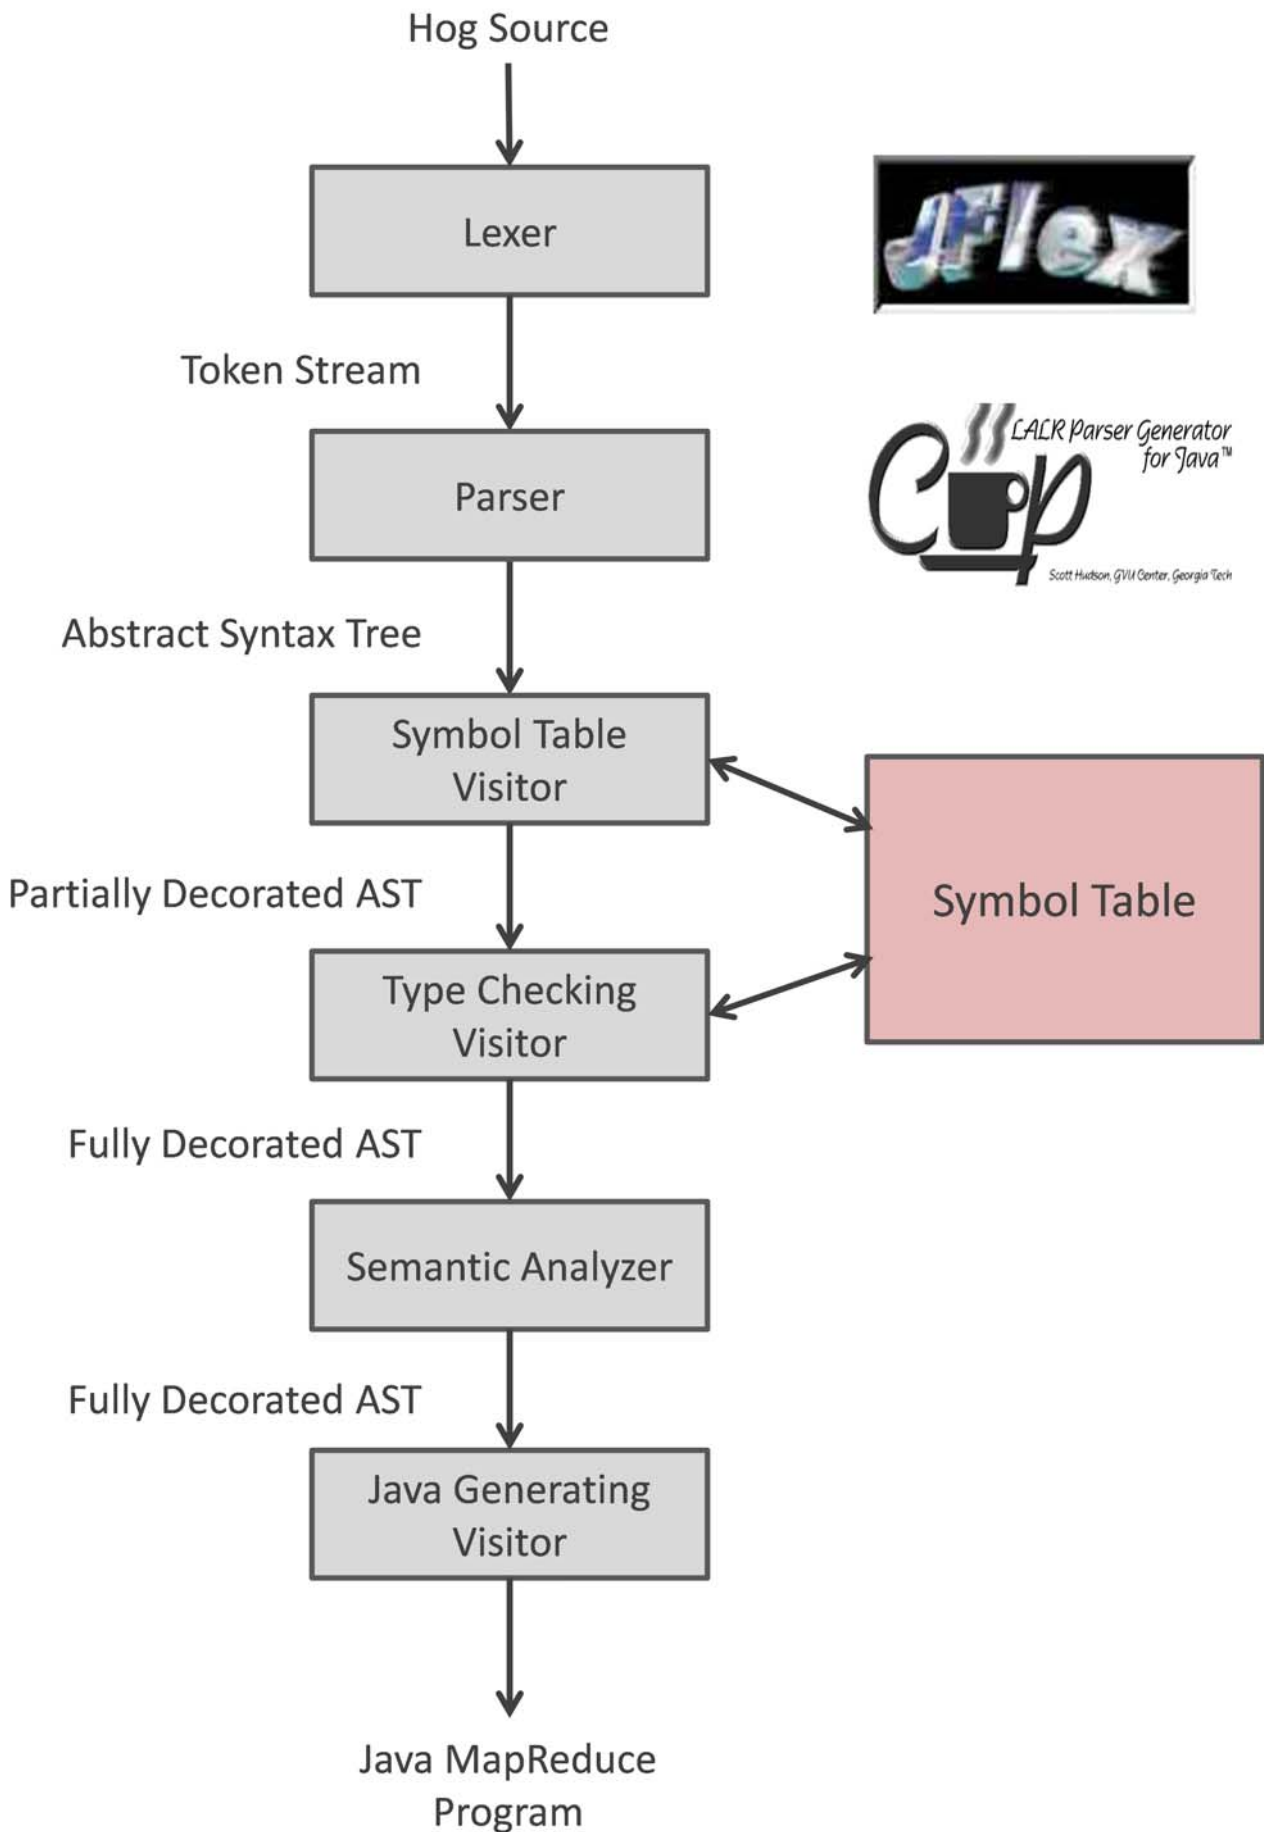 Hog Source
Lexer
JFlex
Token Stream
CUP
LALR Parser Generator
for Java™
Scott Hudson, GVU Center, Georgia Tech
Parser
Abstract Syntax Tree
Symbol Table
Visitor
Symbol Table
Partially Decorated AST
Type Checking
Visitor
Fully Decorated AST
Semantic Analyzer
Fully Decorated AST
Java Generating
Visitor
Java MapReduce
Program